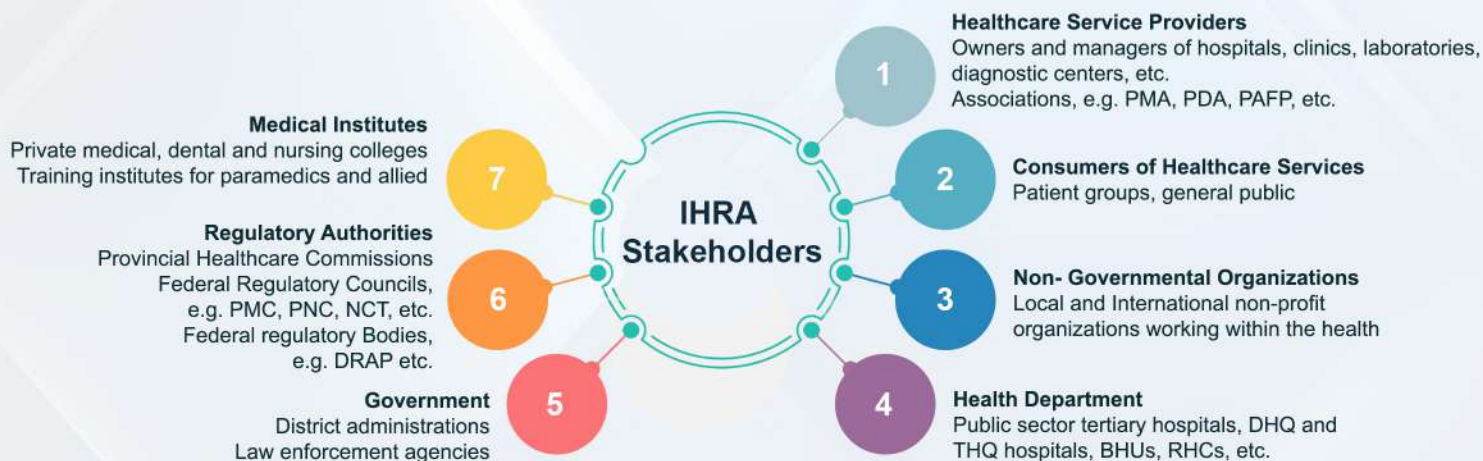 IHRA
Stakeholders
1
Healthcare Service Providers
Owners and managers of hospitals, clinics, laboratories,
diagnostic centers, etc.
Associations, e.g. PMA, PDA, PAFP, etc.
2
Consumers of Healthcare Services
Patient groups, general public
3
Non- Governmental Organizations
Local and International non-profit
organizations working within the health
4
Health Department
Public sector tertiary hospitals, DHQ and
THQ hospitals, BHUs, RHCs, etc.
5
Government
District administrations
Law enforcement agencies
6
Regulatory Authorities
Provincial Healthcare Commissions
Federal Regulatory Councils,
e.g. PMC, PNC, NCT, etc.
Federal regulatory Bodies,
e.g. DRAP etc.
7
Medical Institutes
Private medical, dental and nursing colleges
Training institutes for paramedics and allied